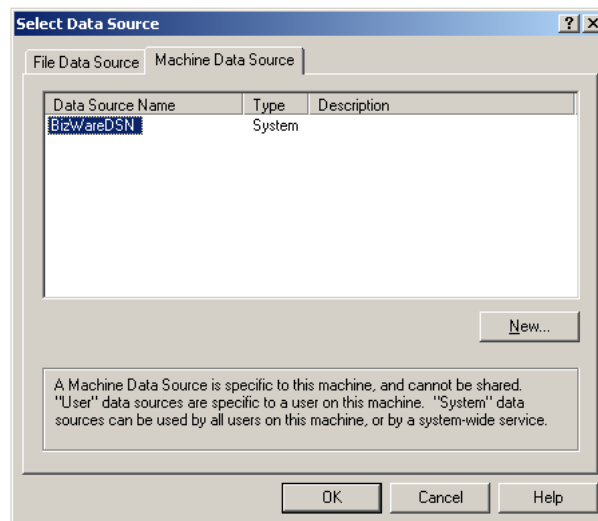 Select Data Source
File Data Source Machine Data Source
Data Source Name Type Description
BizWareDSN System
New...
A Machine Data Source is specific to this machine, and cannot be shared.
"User" data sources are specific to a user on this machine. "System" data
sources can be used by all users on this machine, or by a system-wide service.
OK Cancel Help